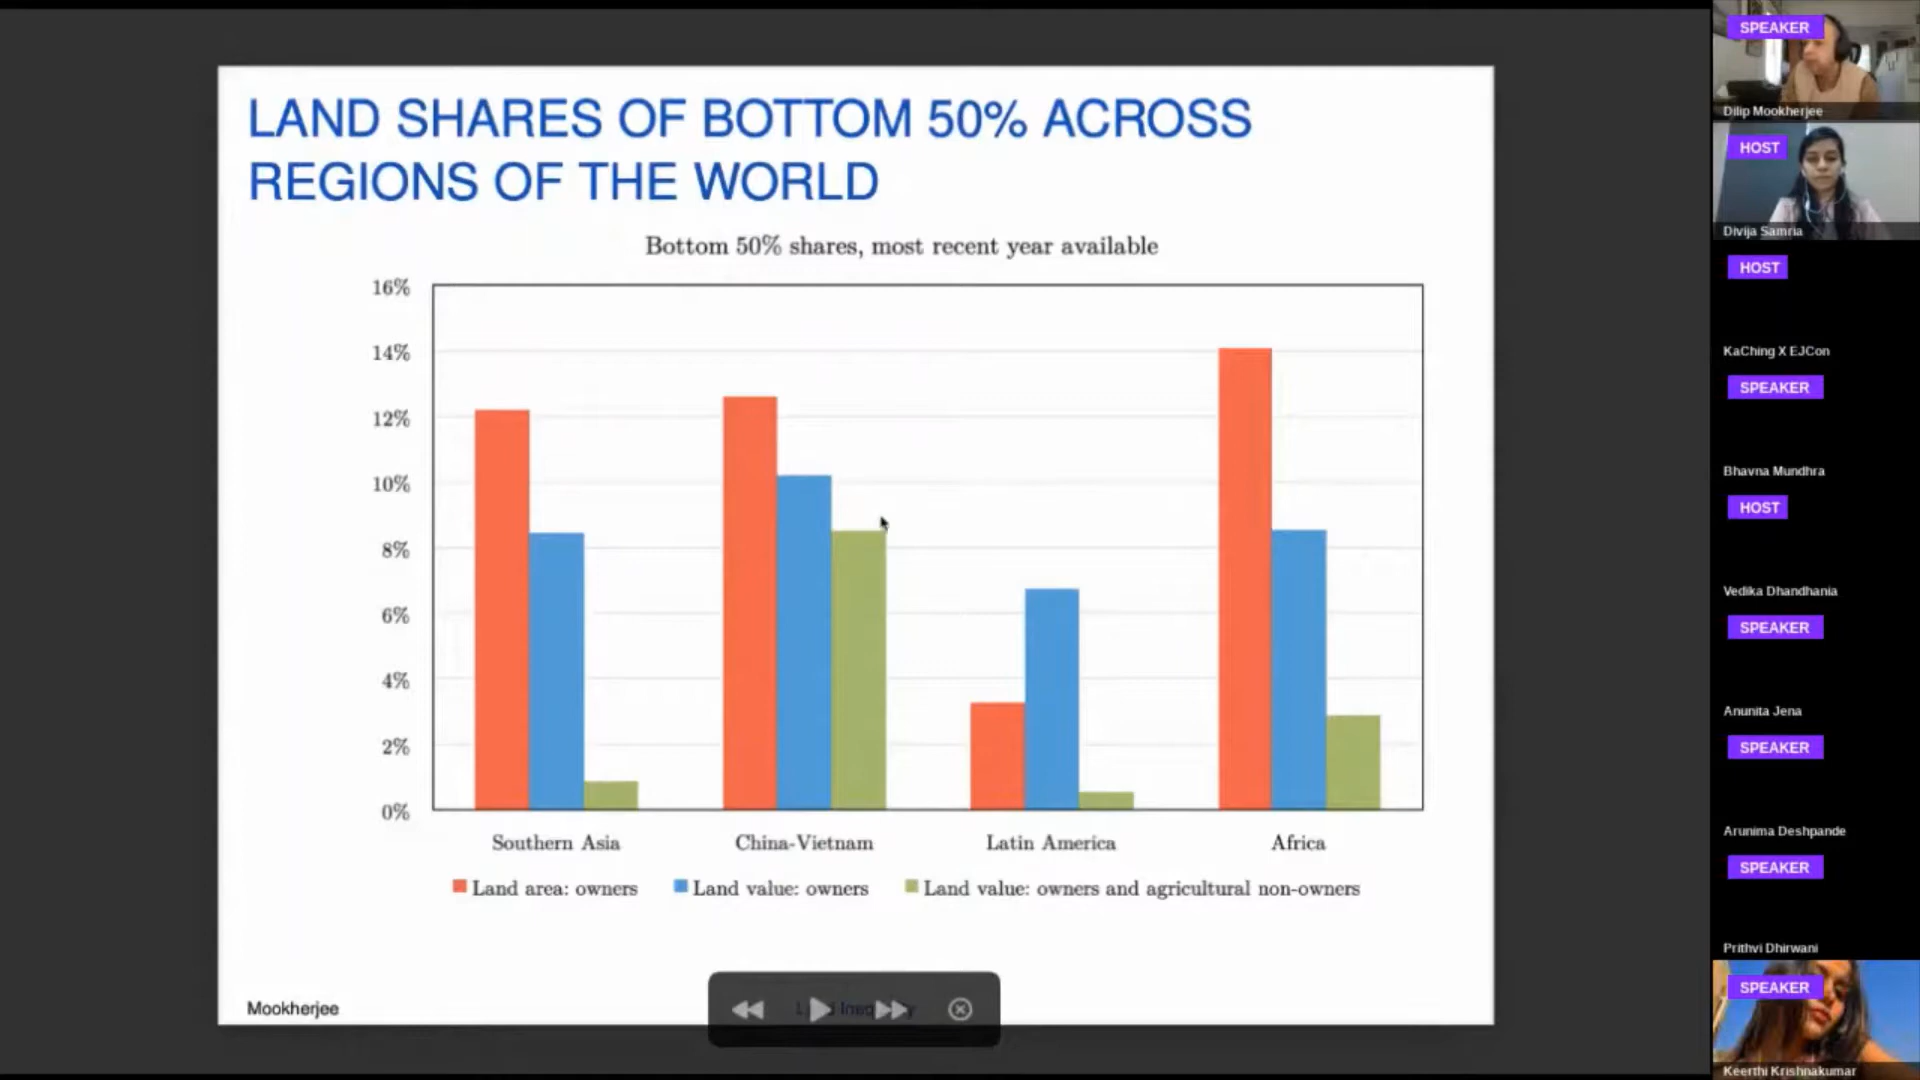 LAND SHARES OF BOTTOM 50% ACROSS
REGIONS OF THE WORLD
Bottom 50% shares, most recent year available
16%
14%
12%
10%
8%
6%
4%
2%
0%
Southern Asia China-Vietnam Latin America Africa
Land area: owners Land value: owners Land value: owners and agricultural non-owners
Mookherjee
SPEAKER
Dilip Mookherjee
HOST
Divija Samria
HOST
KaChing X EJCon
SPEAKER
Bhavna Mundhra
HOST
Vedika Dhandhania
SPEAKER
Anunita Jena
SPEAKER
Arunima Deshpande
SPEAKER
Prithvi Dhirwani
SPEAKER
Keerthi Krishnakumar